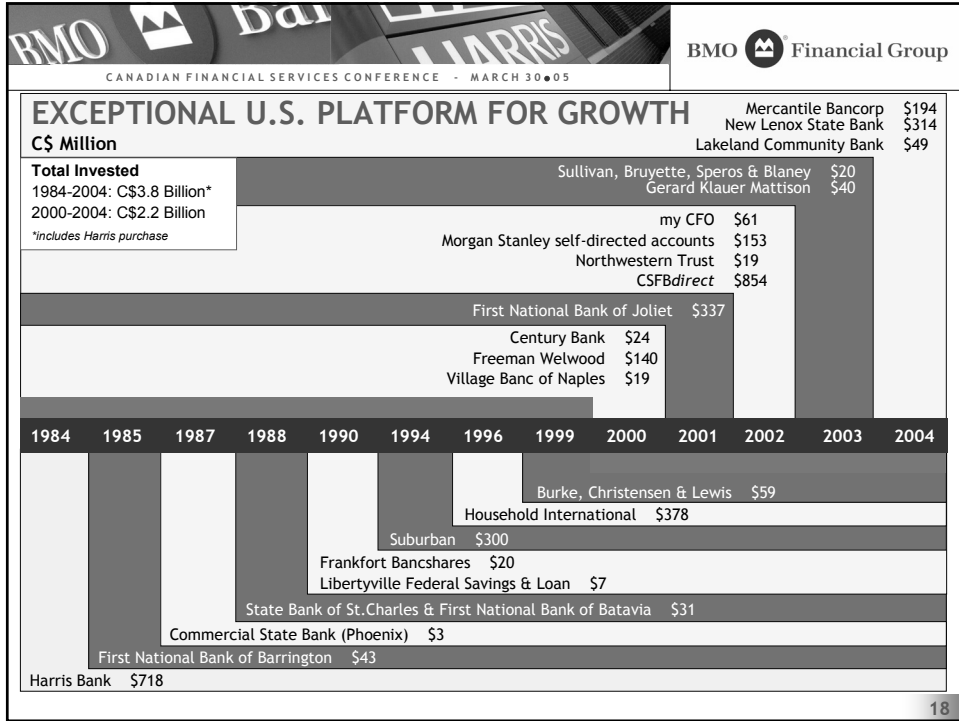 BMO
Bank
HARRIS
BMO Financial Group
CANADIAN FINANCIAL SERVICES CONFERENCE - MARCH 30●05
EXCEPTIONAL U.S. PLATFORM FOR GROWTH
C$ Million
Mercantile Bancorp $194
New Lenox State Bank $314
Lakeland Community Bank $49
Total Invested
1984-2004: C$3.8 Billion*
2000-2004: C$2.2 Billion
*includes Harris purchase
Sullivan, Bruyette, Speros & Blaney $20
Gerard Klauer Mattison $40
my CFO $61
Morgan Stanley self-directed accounts $153
Northwestern Trust $19
CSFBdirect $854
First National Bank of Joliet $337
Century Bank $24
Freeman Welwood $140
Village Banc of Naples $19
1984 1985 1987 1988 1990 1994 1996 1999 2000 2001 2002 2003 2004
Burke, Christensen & Lewis $59
Household International $378
Suburban $300
Frankfort Bancshares $20
Libertyville Federal Savings & Loan $7
State Bank of St.Charles & First National Bank of Batavia $31
Commercial State Bank (Phoenix) $3
First National Bank of Barrington $43
Harris Bank $718
18